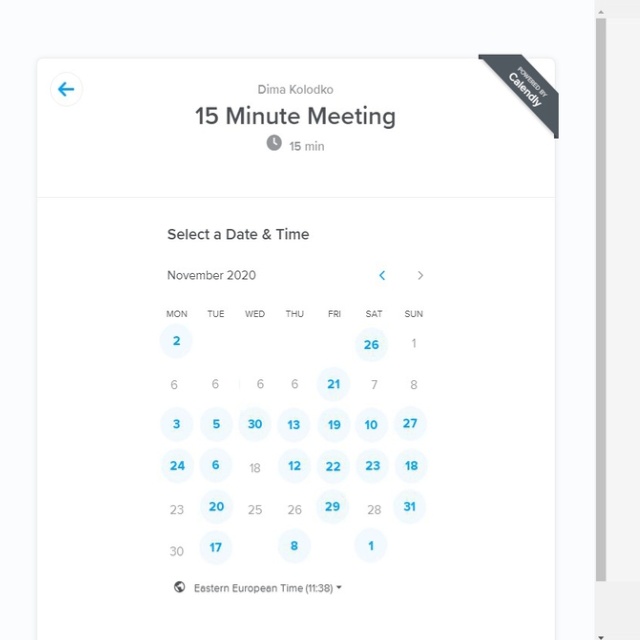 POWERED BY
Calendly
Dima Kolodko
15 Minute Meeting
15 min
Select a Date & Time
November 2020
MON TUE WED THU FRI SAT SUN
2 26 1
6 6 6 6 21 7 8
3 5 30 13 19 10 27
24 6 18 12 22 23 18
23 20 25 26 29 28 31
30 17 8 1
Eastern European Time (11:38)